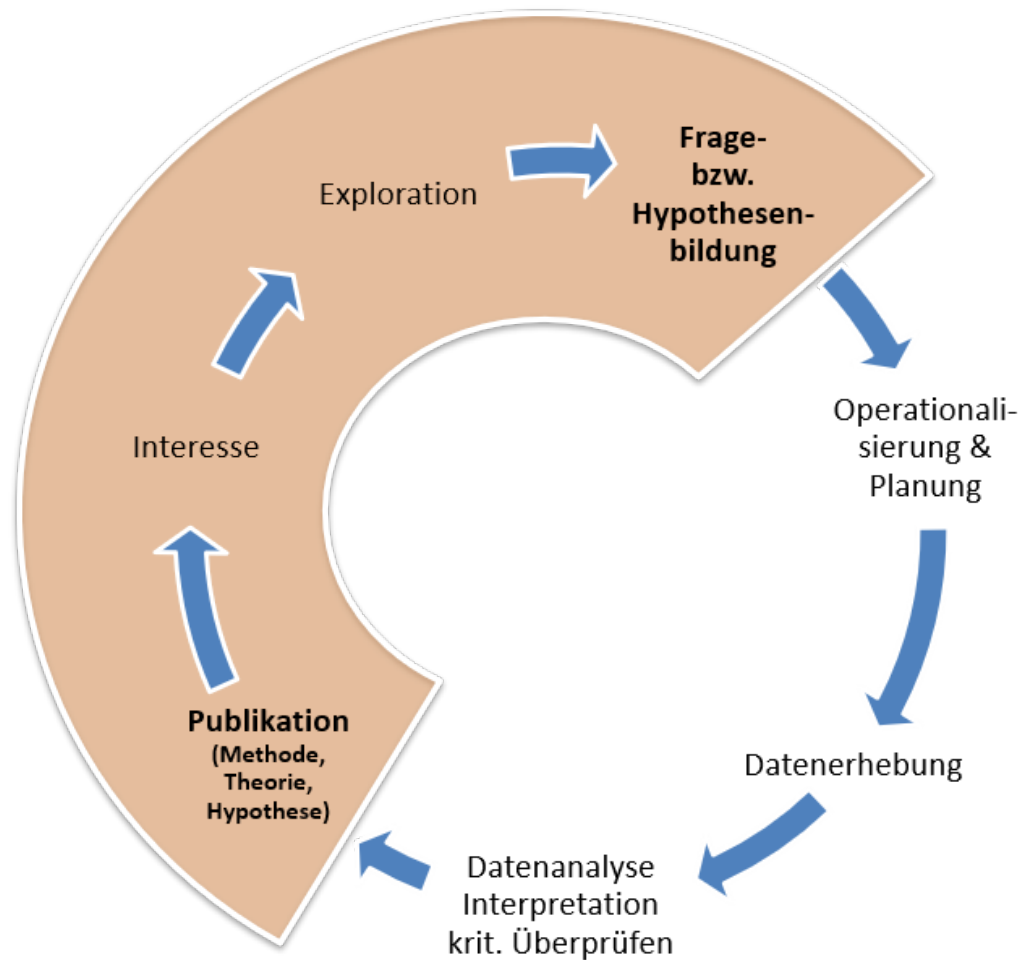 Exploration
Frage-
bzw.
Hypothesen-
bildung
Operationali-
sierung &
Planung
Datenerhebung
Datenanalyse
Interpretation
krit. Überprüfen
Publikation
(Methode,
Theorie,
Hypothese)
Interesse